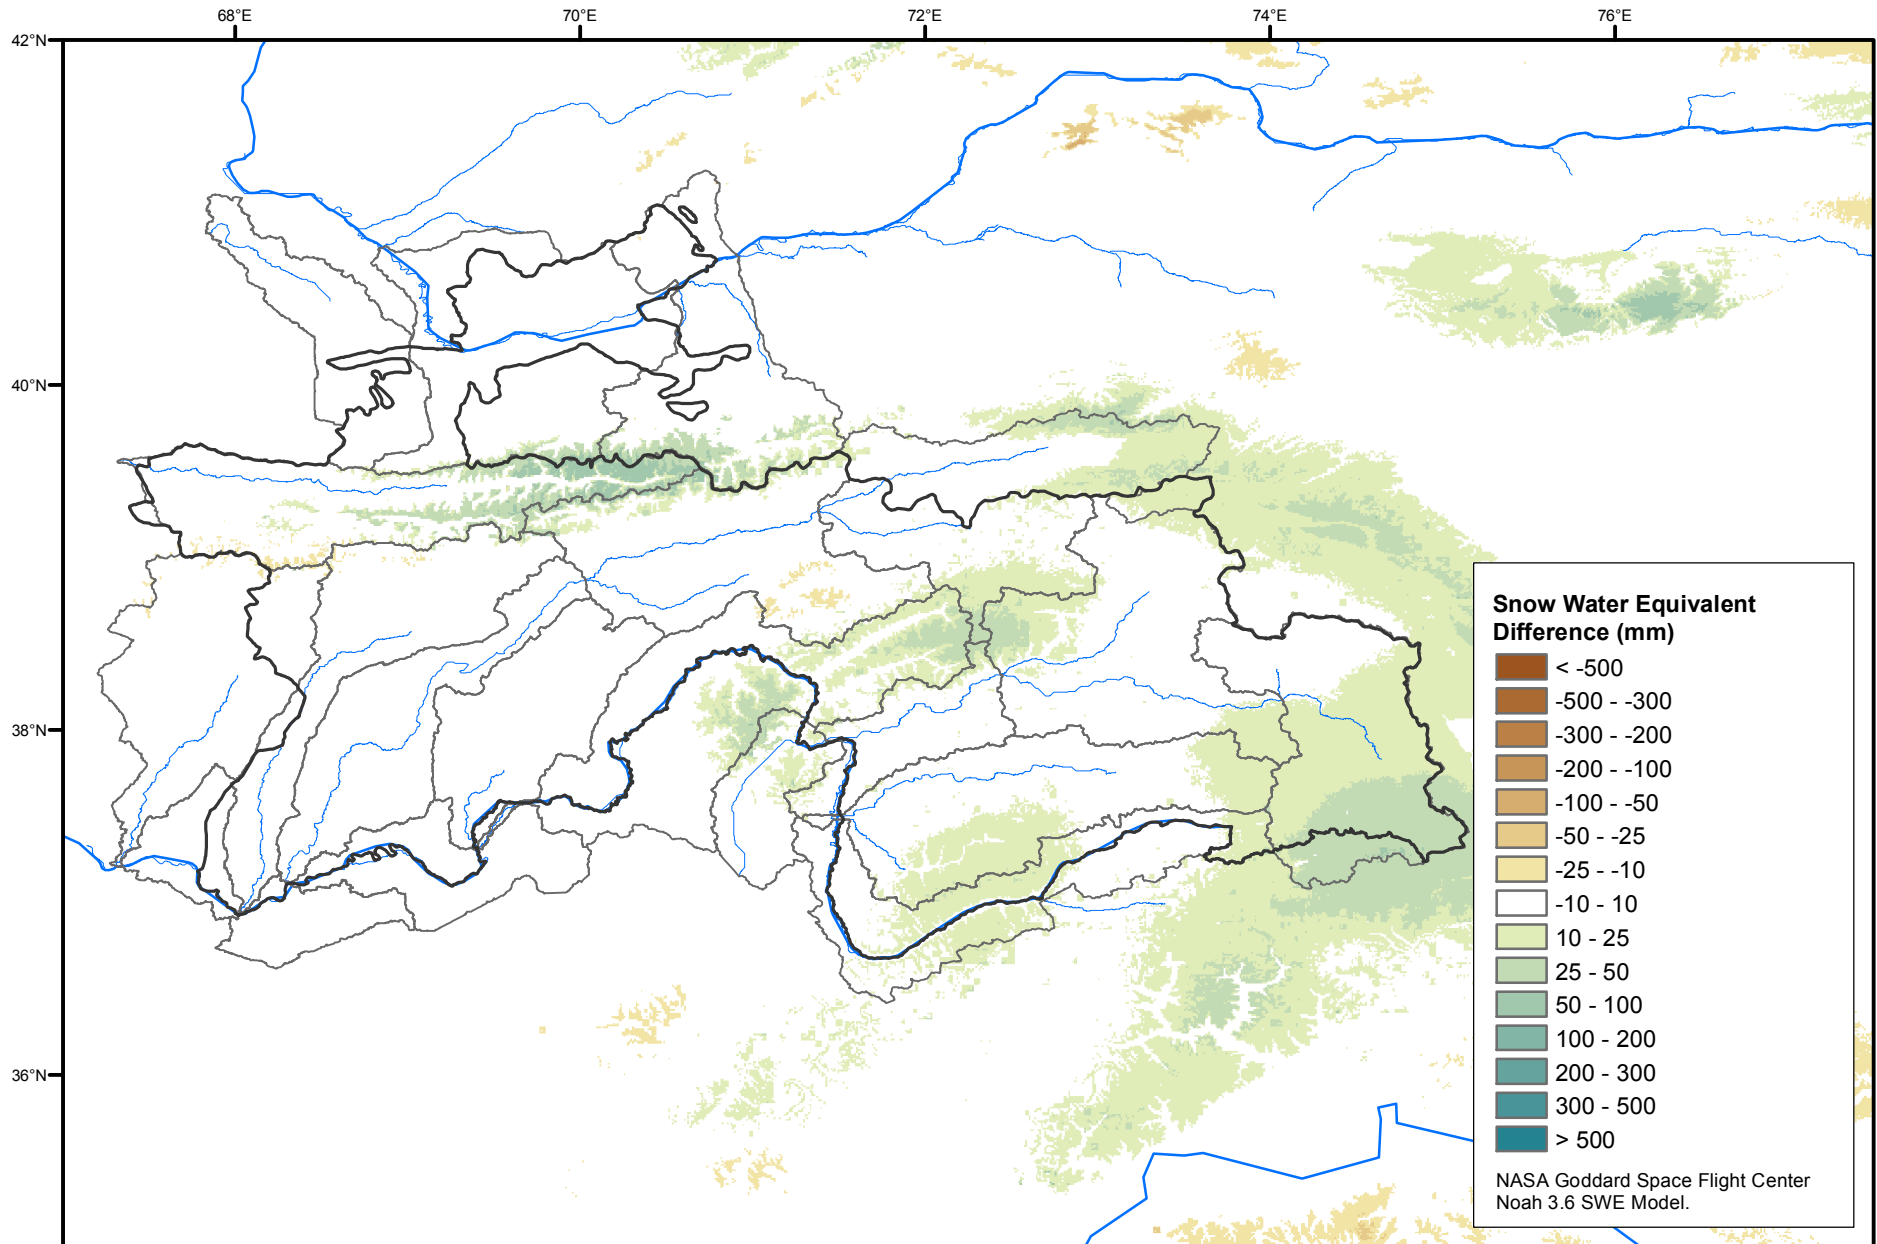 68°E
70°E
72°E
74°E
76°E
42°N
40°N
38°N
36°N
Snow Water Equivalent
Difference (mm)
< -500
-500 - -300
-300 - -200
-200 - -100
-100 - -50
-50 - -25
-25 - -10
-10 - 10
10 - 25
25 - 50
50 - 100
100 - 200
200 - 300
300 - 500
> 500
NASA Goddard Space Flight Center
Noah 3.6 SWE Model.